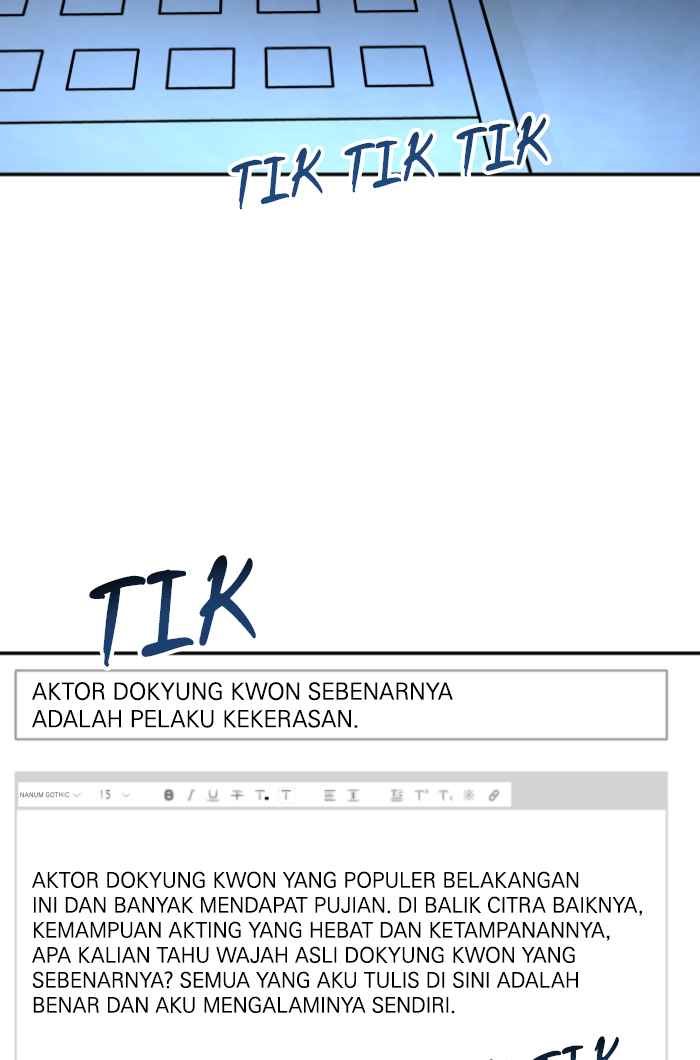 TIK TIK TIK
TIK
AKTOR DOKYUNG KWON SEBENARNYA
ADALAH PELAKU KEKERASAN.
NANUM GOTHIC 15 B I U T T. T T⁺ T,
AKTOR DOKYUNG KWON YANG POPULER BELAKANGAN
INI DAN BANYAK MENDAPAT PUJIAN. DI BALIK CITRA BAIKNYA,
KEMAMPUAN AKTING YANG HEBAT DAN KETAMPANANNYA,
APA KALIAN TAHU WAJAH ASLI DOKYUNG KWON YANG
SEBENARNYA? SEMUA YANG AKU TULIS DI SINI ADALAH
BENAR DAN AKU MENGALAMINYA SENDIRI.
TIK